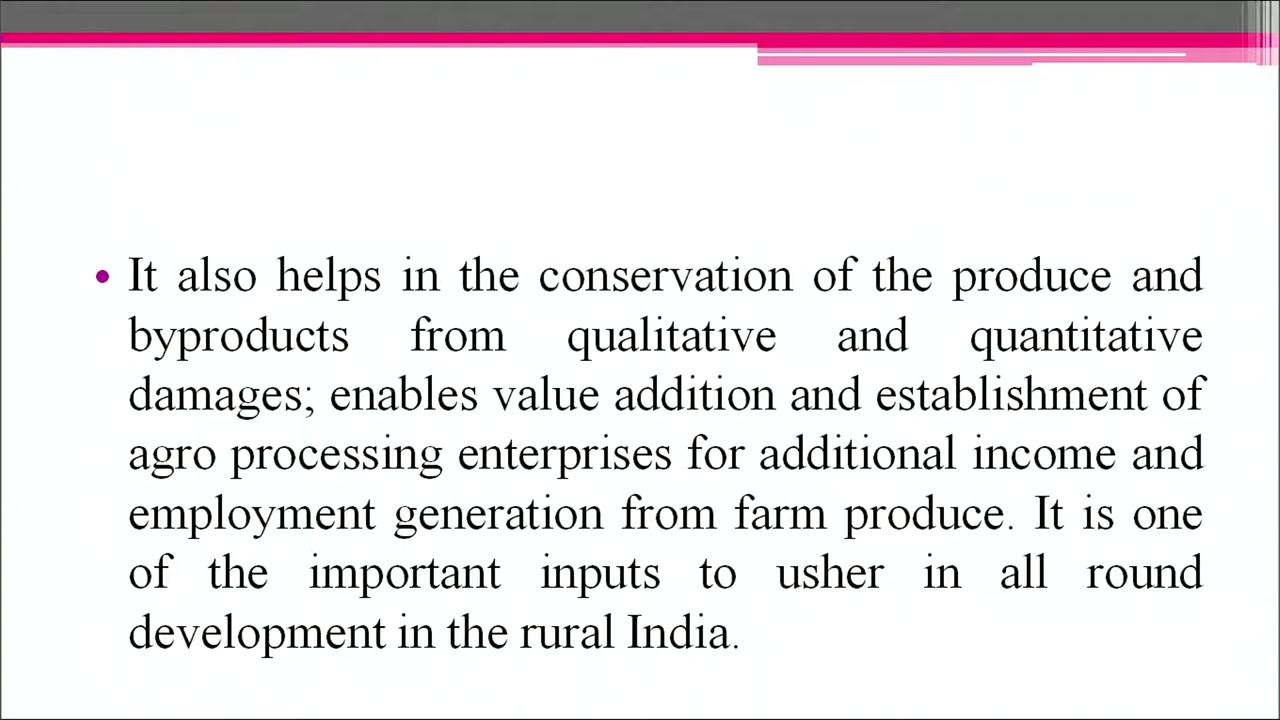 • It also helps in the conservation of the produce and
byproducts from qualitative and quantitative
damages; enables value addition and establishment of
agro processing enterprises for additional income and
employment generation from farm produce. It is one
of the important inputs to usher in all round
development in the rural India.